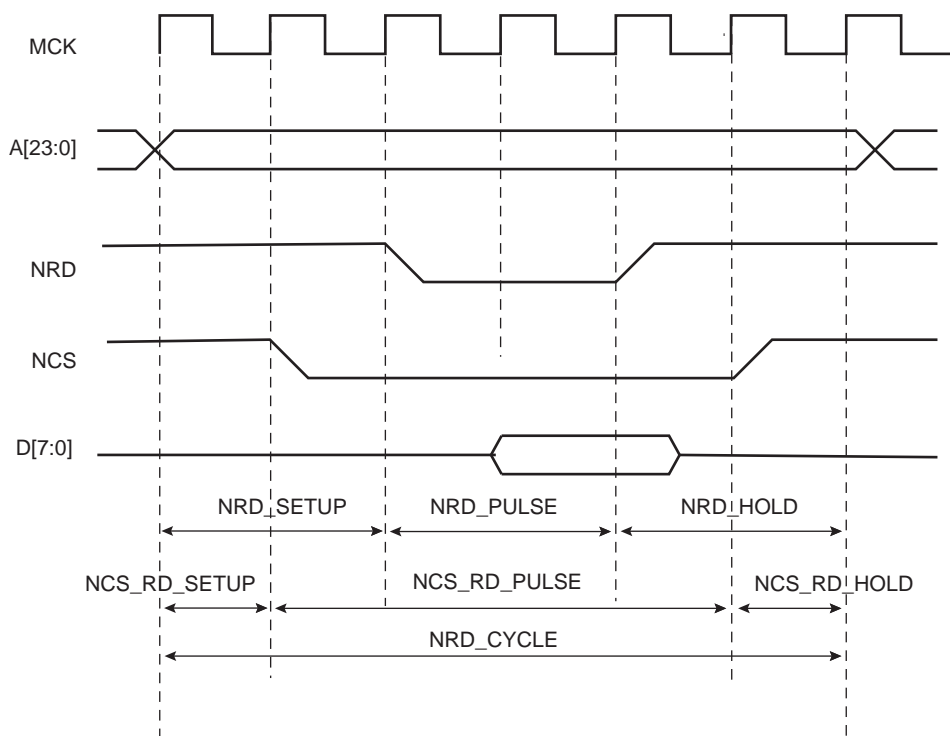 MCK
A[23:0]
NRD
NCS
D[7:0]
NRD_SETUP NRD_PULSE NRD_HOLD
NCS_RD_SETUP NCS_RD_PULSE NCS_RD_HOLD
NRD_CYCLE